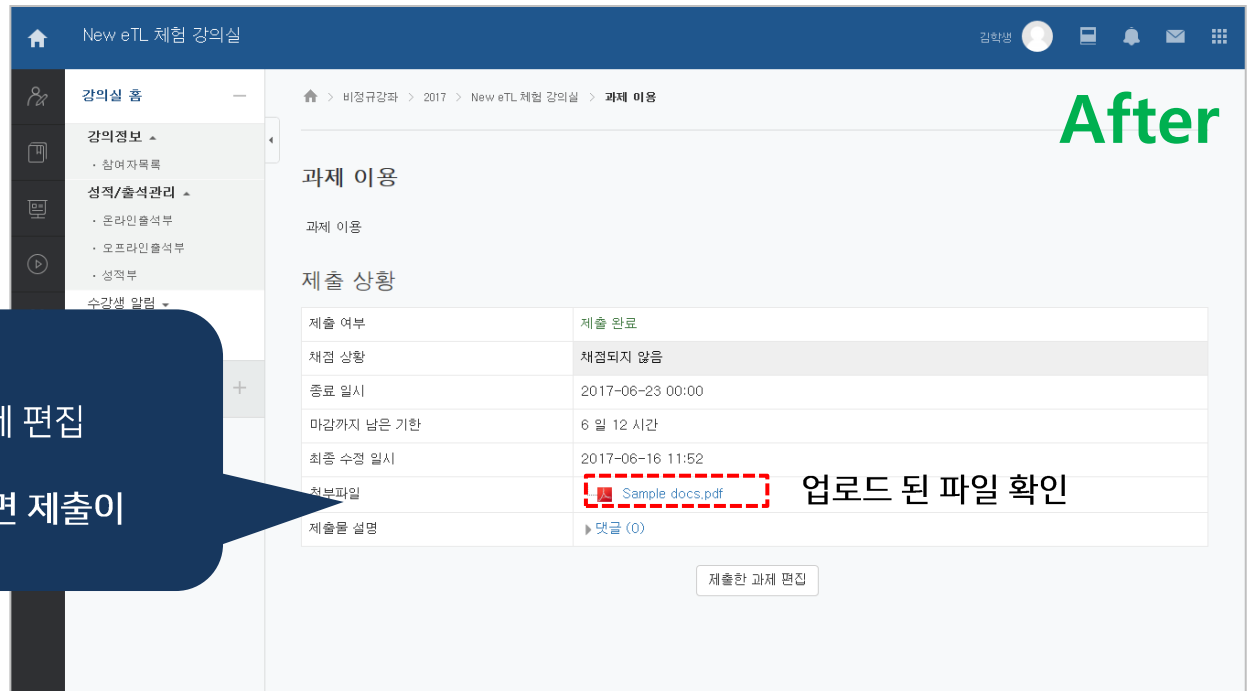 New eTL 체험 강의실
김학생
강의실 홈
강의정보
· 참여자목록
성적/출석관리
· 온라인출석부
· 오프라인출석부
· 성적부
수강생 알림
비정규강좌 > 2017 > New eTL 체험 강의실 > 과제 이용
After
과제 이용
과제 이용
제출 상황
제출 여부 제출 완료
채점 상황 채점되지 않음
종료 일시 2017-06-23 00:00
마감까지 남은 기한 6 일 12 시간
최종 수정 일시 2017-06-16 11:52
첨부파일 Sample docs.pdf
업로드 된 파일 확인
제출물 설명 댓글 (0)
제출한 과제 편집
편집
면 제출이